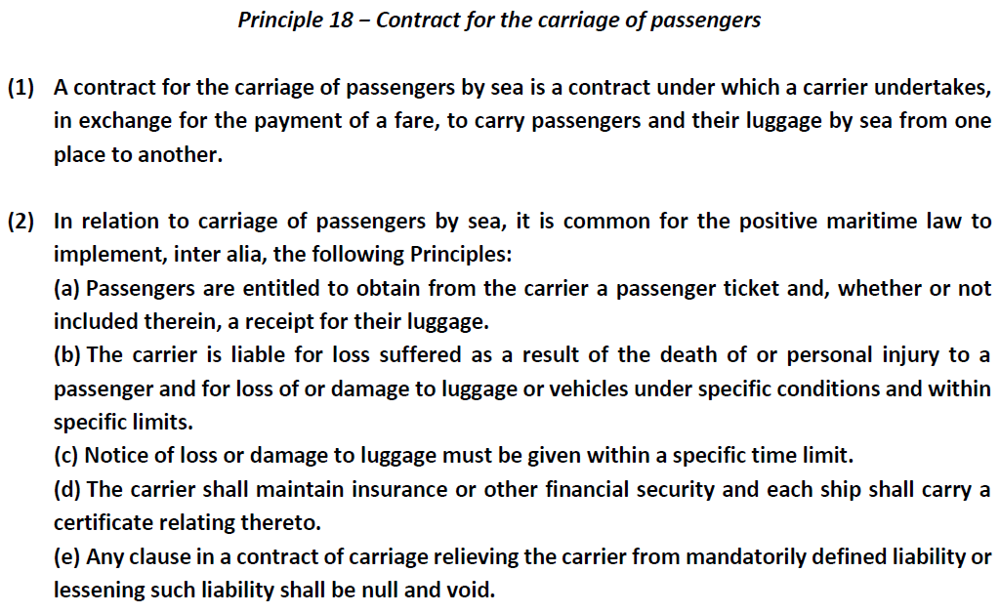 Principle 18 – Contract for the carriage of passengers
(1) A contract for the carriage of passengers by sea is a contract under which a carrier undertakes,
in exchange for the payment of a fare, to carry passengers and their luggage by sea from one
place to another.
(2) In relation to carriage of passengers by sea, it is common for the positive maritime law to
implement, inter alia, the following Principles:
(a) Passengers are entitled to obtain from the carrier a passenger ticket and, whether or not
included therein, a receipt for their luggage.
(b) The carrier is liable for loss suffered as a result of the death of or personal injury to a
passenger and for loss of or damage to luggage or vehicles under specific conditions and within
specific limits.
(c) Notice of loss or damage to luggage must be given within a specific time limit.
(d) The carrier shall maintain insurance or other financial security and each ship shall carry a
certificate relating thereto.
(e) Any clause in a contract of carriage relieving the carrier from mandatorily defined liability or
lessening such liability shall be null and void.